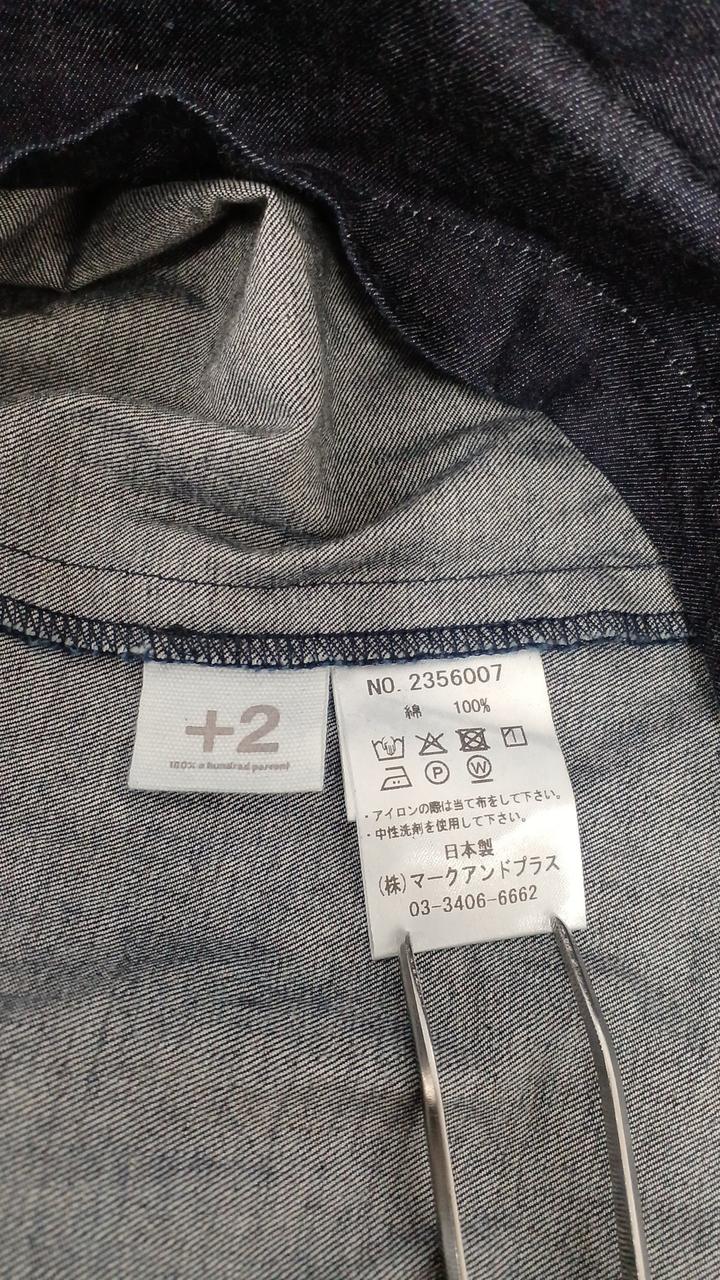 +2
100% a hundred percent
NO. 2356007
綿 100%
P
W
・アイロンの際は当て布をして下さい。
・中性洗剤を使用して下さい。
日本製
(株)マークアンドプラス
03-3406-6662